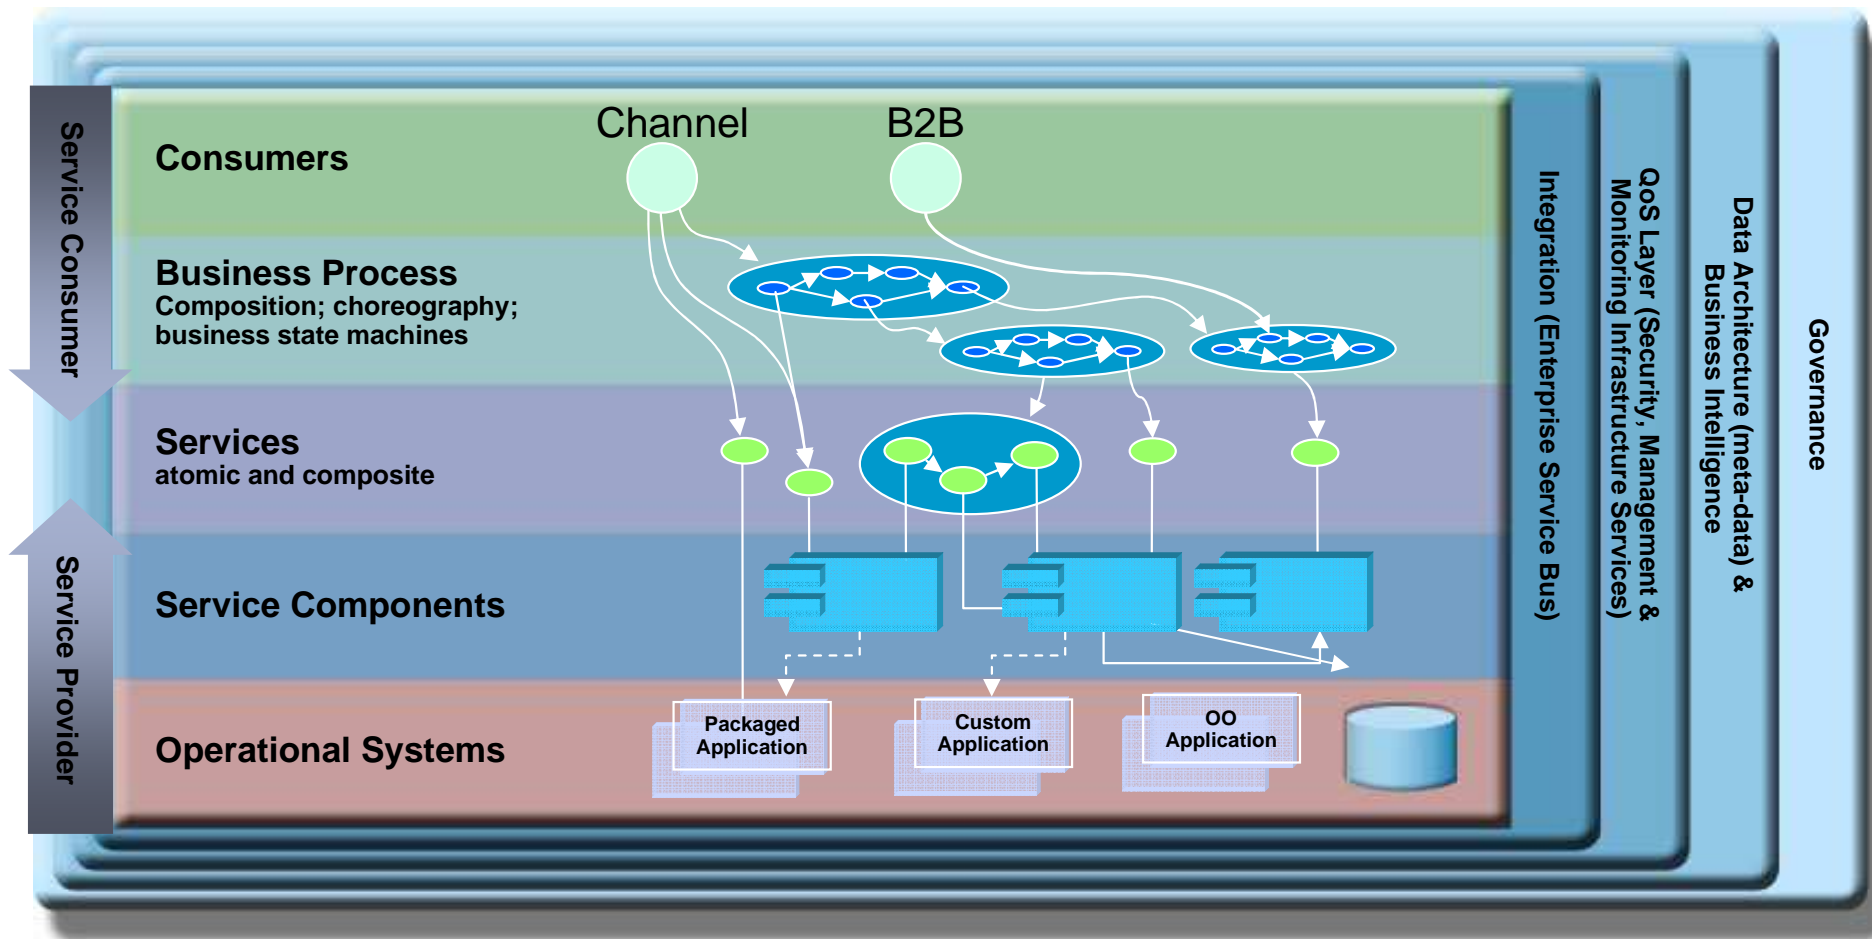 Service Consumer
Service Provider
Channel
B2B
Consumers
Business Process
Composition; choreography;
business state machines
Services
atomic and composite
Service Components
Operational Systems
Packaged
Application
Custom
Application
OO
Application
Integration (Enterprise Service Bus)
QoS Layer (Security, Management &
Monitoring Infrastructure Services)
Data Architecture (meta-data) &
Business Intelligence
Governance